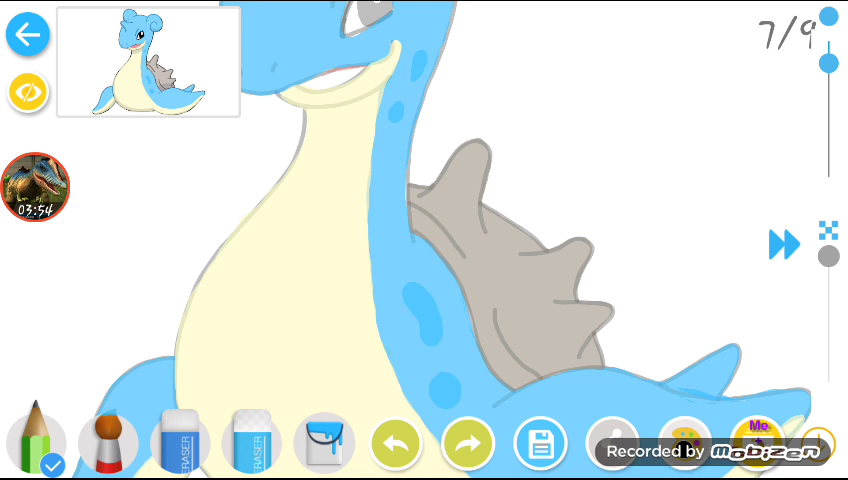 7/9
03:54
ERASER
ERASER
Me
+
Recorded by mobizen